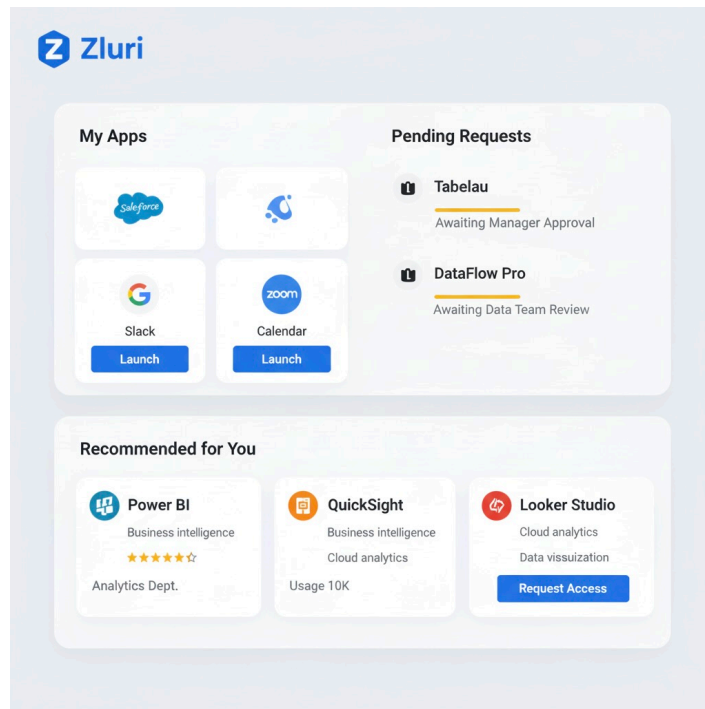 Z Zluri
My Apps
Saleforce
G
Slack
Launch
zoom
Calendar
Launch
Pending Requests
Tabelau
Awaiting Manager Approval
DataFlow Pro
Awaiting Data Team Review
Recommended for You
Power BI
Business intelligence
Analytics Dept.
QuickSight
Business intelligence
Cloud analytics
Usage 10K
Looker Studio
Cloud analytics
Data vissuization
Request Access